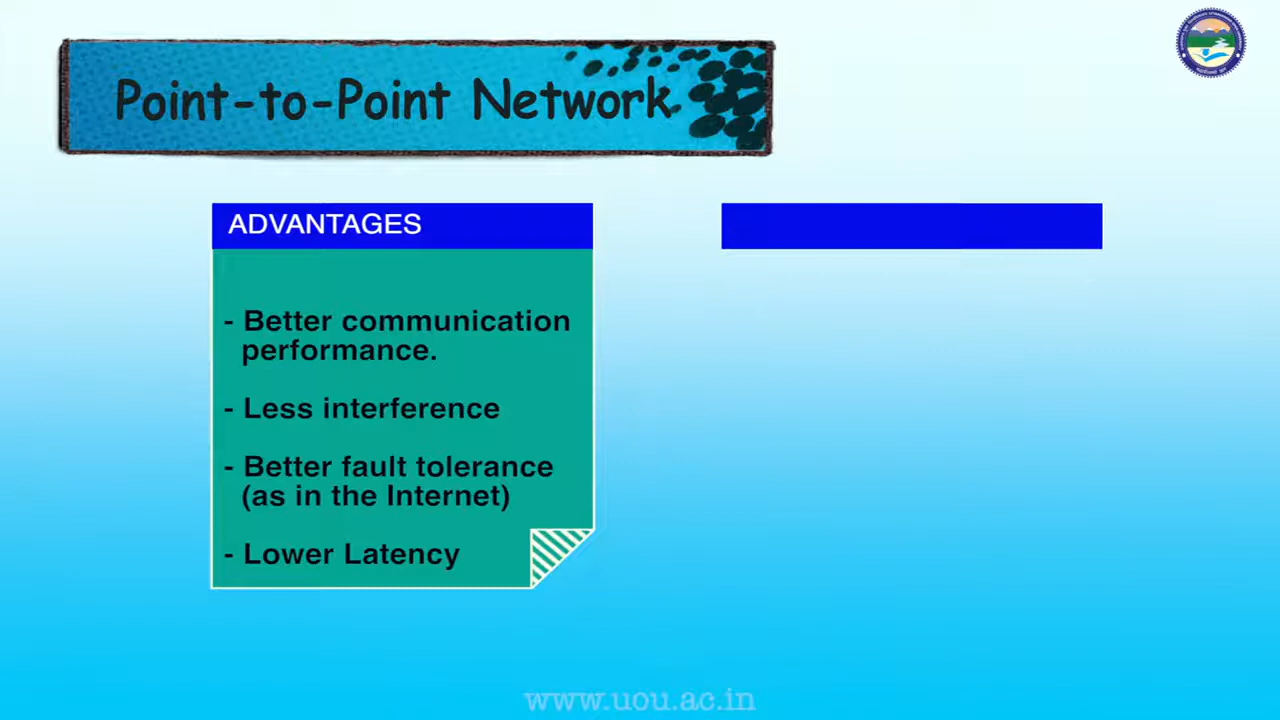 Point-to-Point Network
ADVANTAGES
- Better communication
performance.
- Less interference
- Better fault tolerance
(as in the Internet)
- Lower Latency
www.uou.ac.in